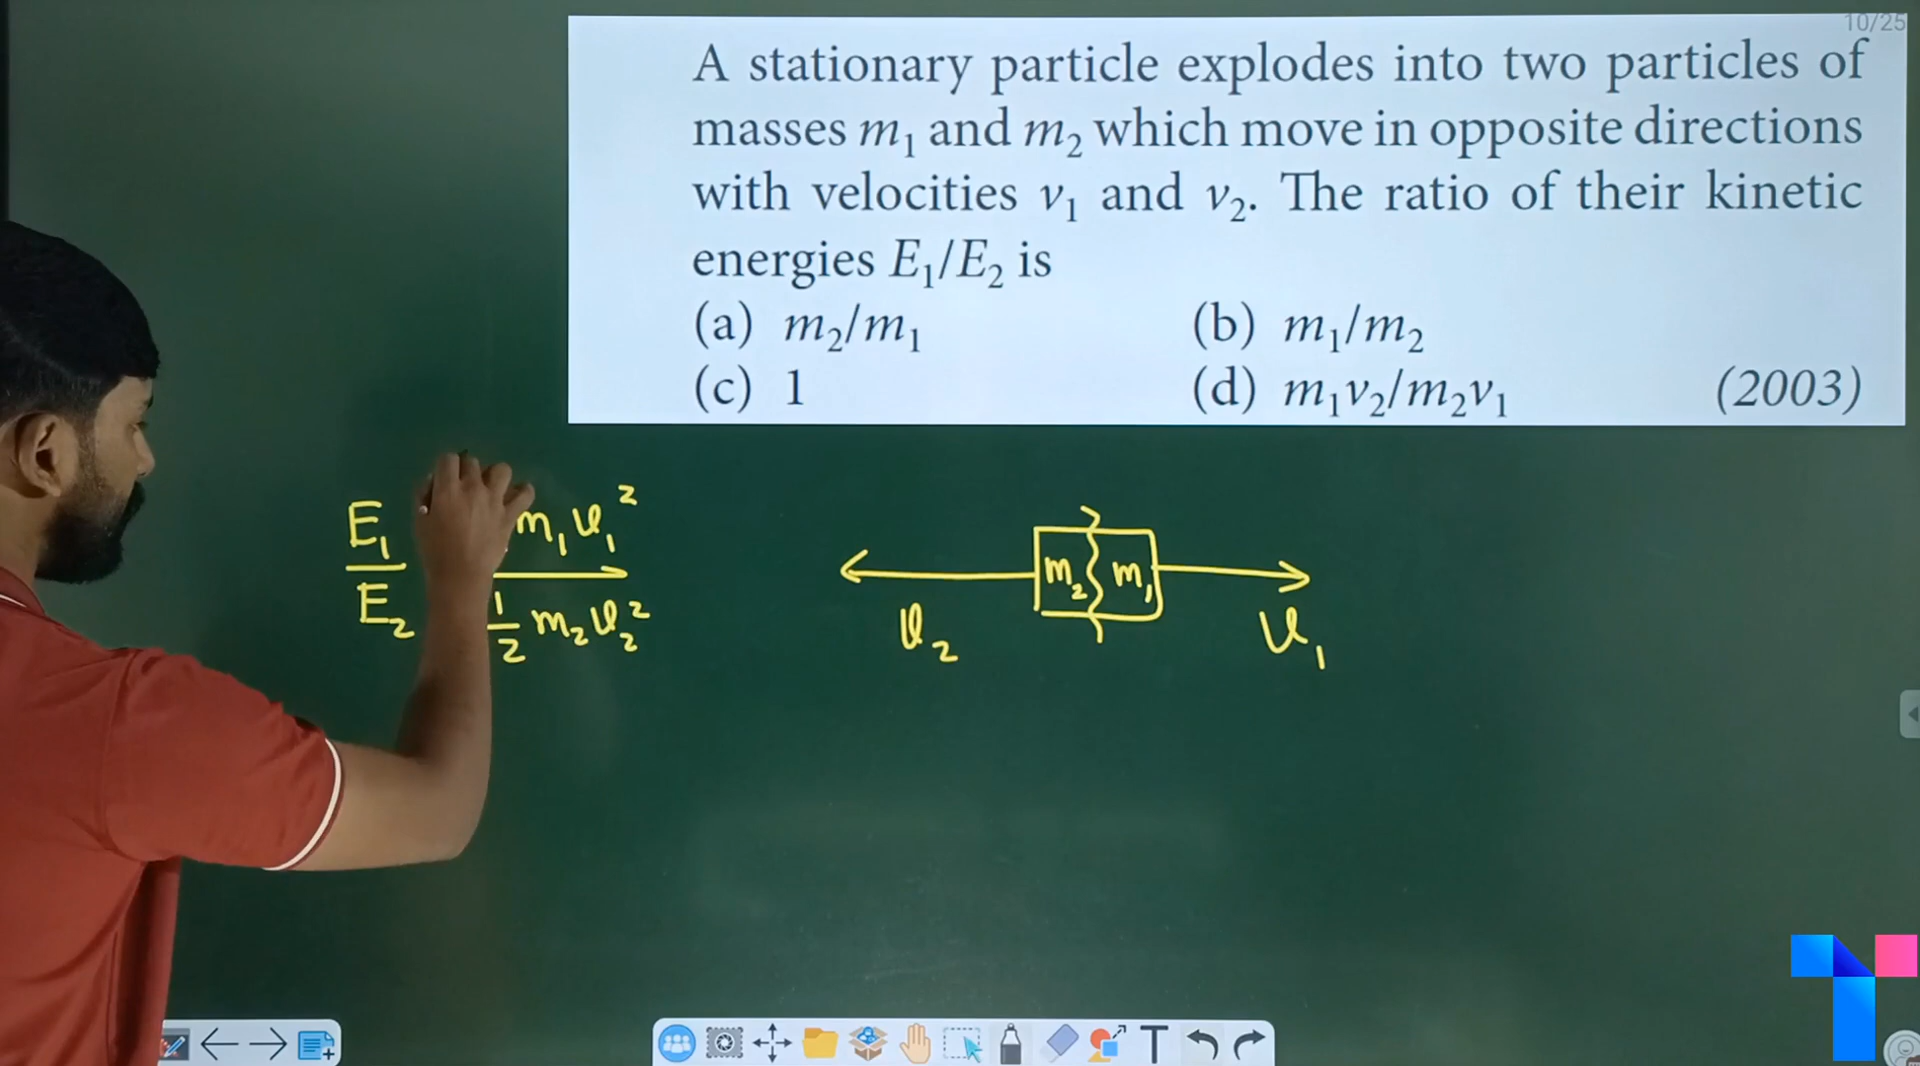 10/25
A stationary particle explodes into two particles of
masses m₁ and m₂ which move in opposite directions
with velocities v₁ and v₂. The ratio of their kinetic
energies E₁/E₂ is
(a) m₂/m₁ (b) m₁/m₂
(c) 1 (d) m₁v₂/m₂v₁ (2003)
E₁ m₁v₁²
E₂ 1/2 m₂v₂²
m₂ m₁
v₂ v₁
T